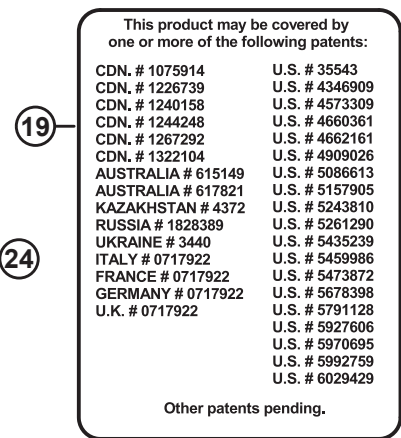 This product may be covered by
one or more of the following patents:
CDN. # 1075914
CDN. # 1226739
CDN. # 1240158
CDN. # 1244248
CDN. # 1267292
CDN. # 1322104
AUSTRALIA # 615149
AUSTRALIA # 617821
KAZAKHSTAN # 4372
RUSSIA # 1828389
UKRAINE # 3440
ITALY # 0717922
FRANCE # 0717922
GERMANY # 0717922
U.K. # 0717922
U.S. # 35543
U.S. # 4346909
U.S. # 4573309
U.S. # 4660361
U.S. # 4662161
U.S. # 4909026
U.S. # 5086613
U.S. # 5157905
U.S. # 5243810
U.S. # 5261290
U.S. # 5435239
U.S. # 5459986
U.S. # 5473872
U.S. # 5678398
U.S. # 5791128
U.S. # 5927606
U.S. # 5970695
U.S. # 5992759
U.S. # 6029429
Other patents pending.
19
24